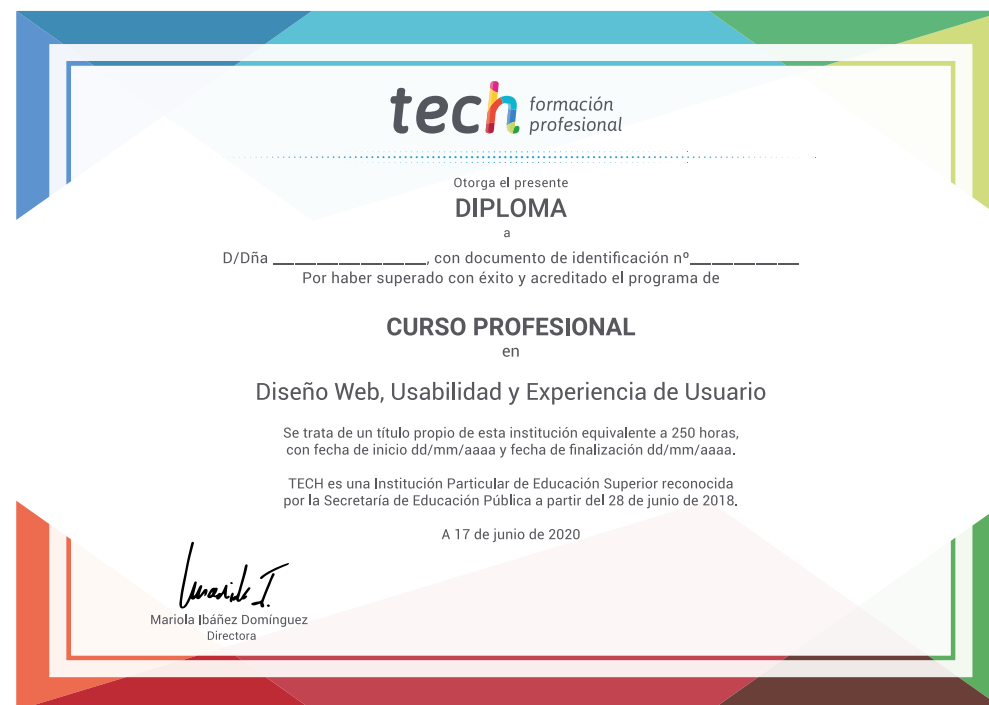 tech formación
profesional
Otorga el presente
DIPLOMA
a
D/Dña ______________, con documento de identificación nº__________
Por haber superado con éxito y acreditado el programa de
CURSO PROFESIONAL
en
Diseño Web, Usabilidad y Experiencia de Usuario
Se trata de un título propio de esta institución equivalente a 250 horas,
con fecha de inicio dd/mm/aaaa y fecha de finalización dd/mm/aaaa.
TECH es una Institución Particular de Educación Superior reconocida
por la Secretaría de Educación Pública a partir del 28 de junio de 2018.
A 17 de junio de 2020
Mariola Ibáñez Domínguez
Directora